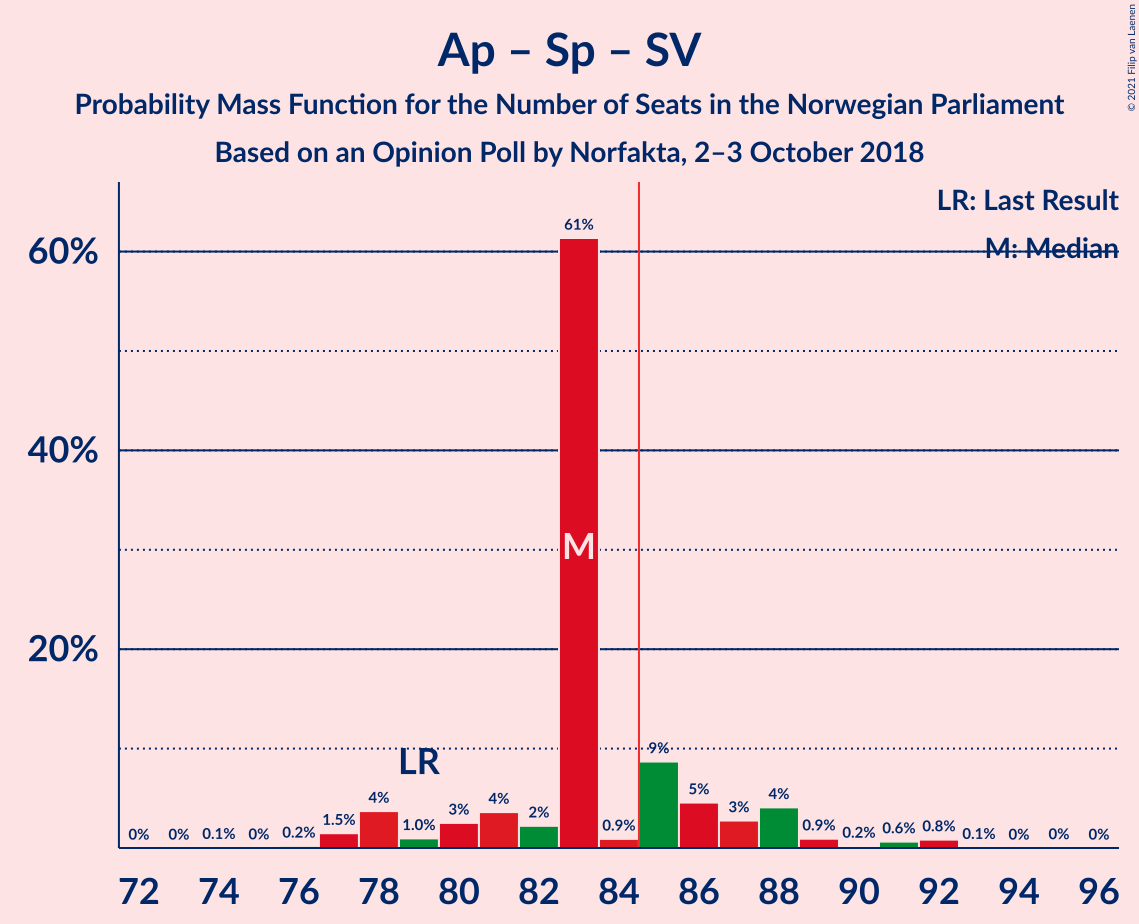 Ap – Sp – SV
Probability Mass Function for the Number of Seats in the Norwegian Parliament
Based on an Opinion Poll by Norfakta, 2–3 October 2018
© 2021 Filip van Laenen
LR: Last Result
M: Median
60%
40%
20%
0% 0% 0.1% 0% 0.2% 1.5% 4% 1.0% 3% 4% 2% 61% 0.9% 9% 5% 3% 4% 0.9% 0.2% 0.6% 0.8% 0.1% 0% 0% 0%
LR
M
72 74 76 78 80 82 84 86 88 90 92 94 96